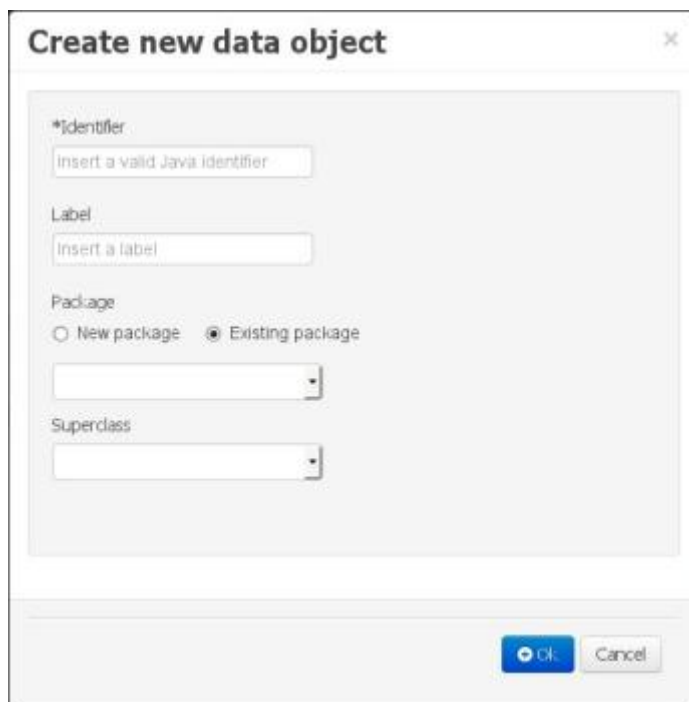 Create new data object
×
*Identifier
Insert a valid Java identifier
Label
Insert a label
Package
New package Existing package
Superclass
Ok Cancel